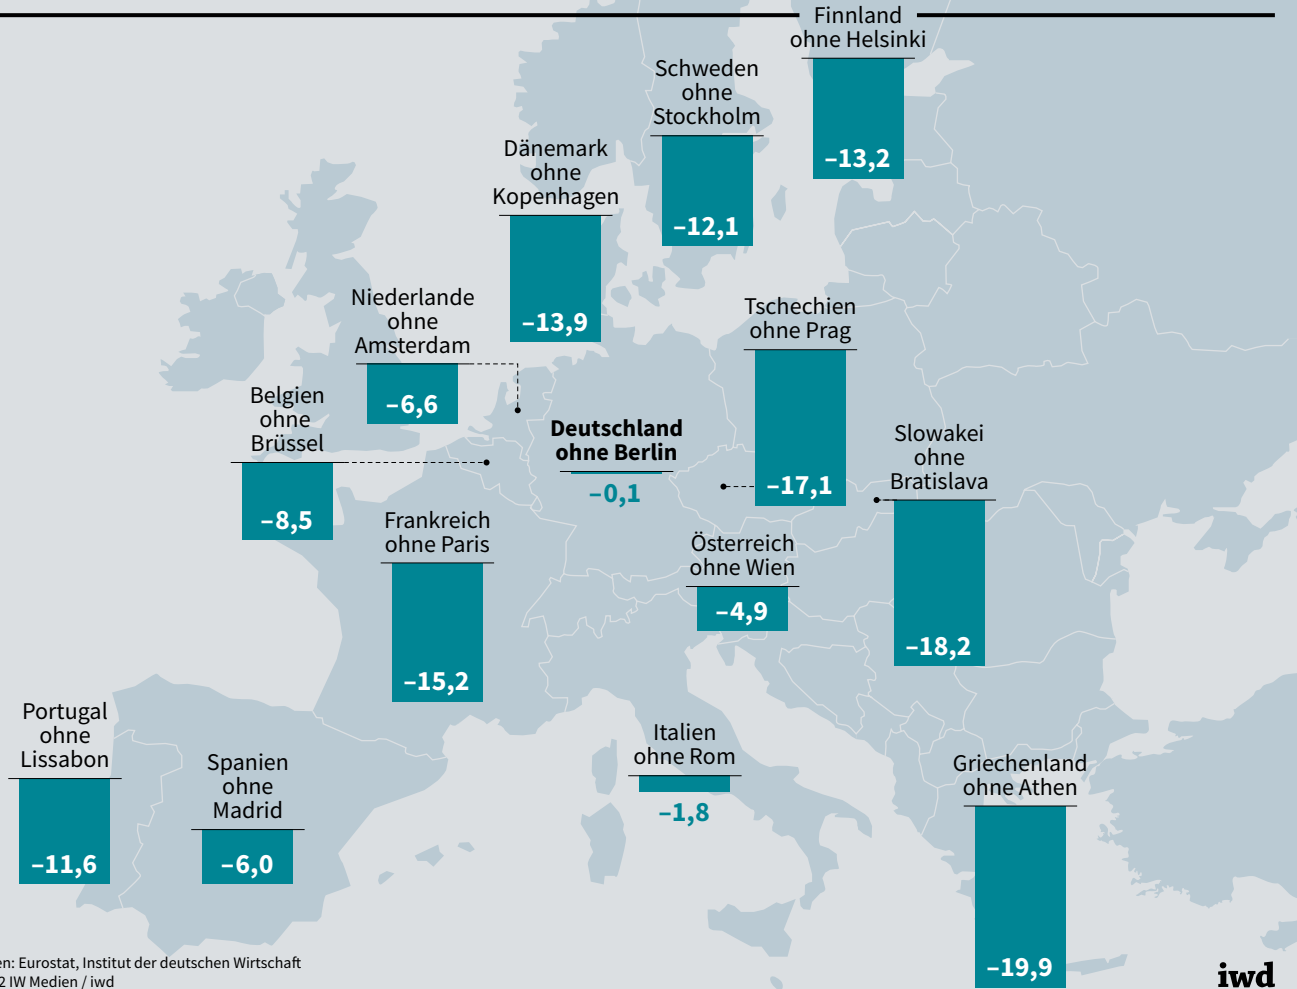 Finnland
ohne Helsinki
–13,2
Schweden
ohne
Stockholm
–12,1
Dänemark
ohne
Kopenhagen
–13,9
Niederlande
ohne
Amsterdam
–6,6
Tschechien
ohne Prag
–17,1
Belgien
ohne
Brüssel
–8,5
Deutschland
ohne Berlin
–0,1
Slowakei
ohne
Bratislava
–18,2
Frankreich
ohne Paris
–15,2
Österreich
ohne Wien
–4,9
Portugal
ohne
Lissabon
–11,6
Spanien
ohne
Madrid
–6,0
Italien
ohne Rom
–1,8
Griechenland
ohne Athen
–19,9
en: Eurostat, Institut der deutschen Wirtschaft
2 IW Medien / iwd
iwd